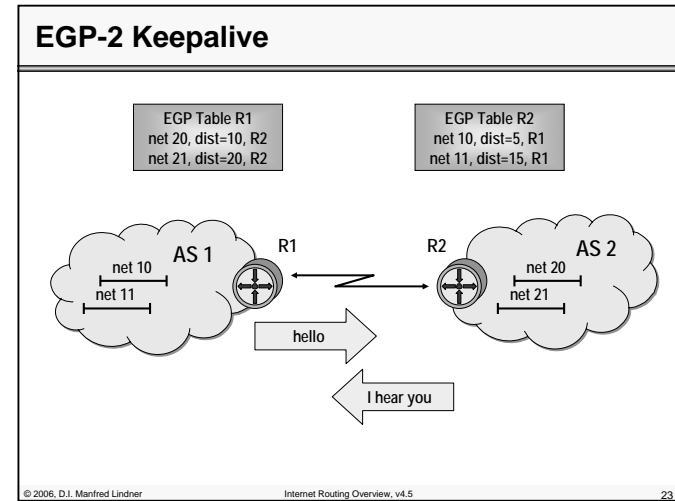 EGP-2 Keepalive
EGP Table R1
net 20, dist=10, R2
net 21, dist=20, R2
EGP Table R2
net 10, dist=5, R1
net 11, dist=15, R1
AS 1
R1
R2
AS 2
net 10
net 11
net 20
net 21
hello
I hear you
© 2006, D.I. Manfred Lindner
Internet Routing Overview, v4.5
23